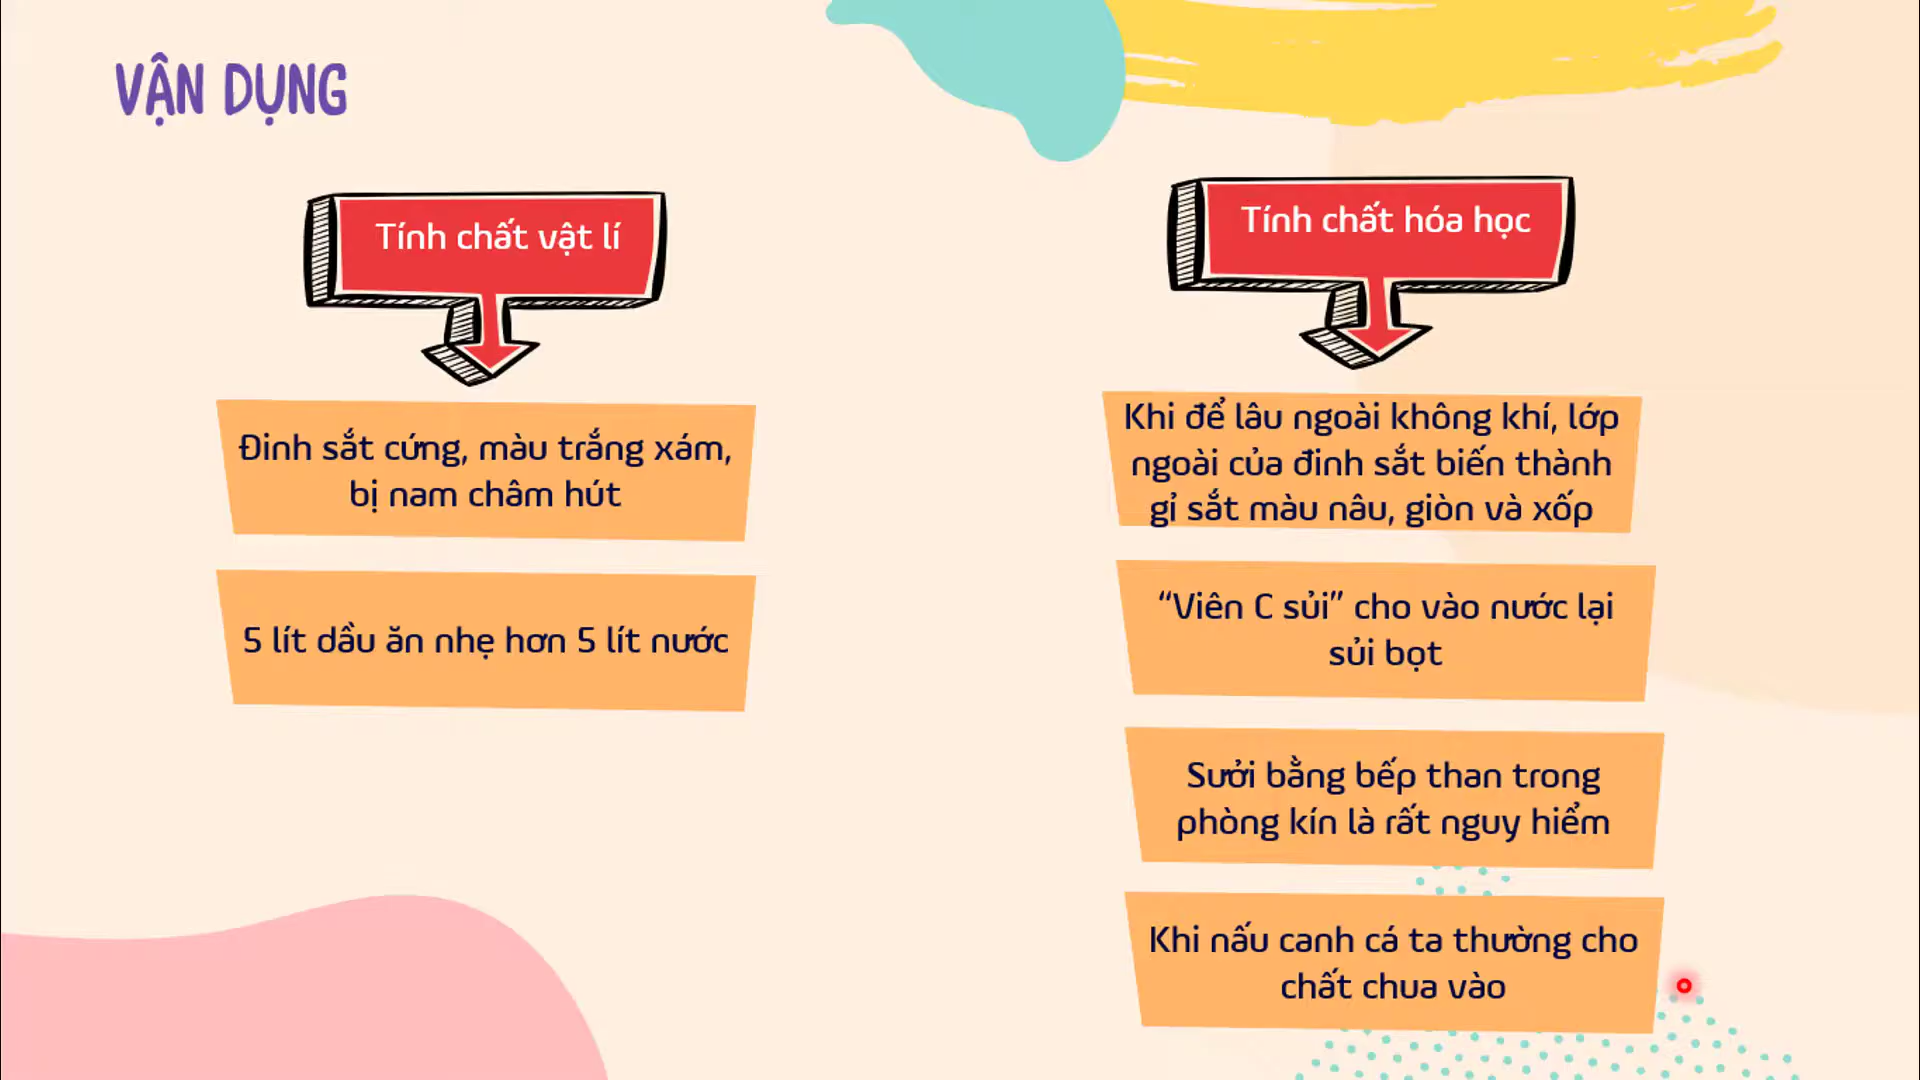 VẬN DỤNG
Tính chất vật lí
Đinh sắt cứng, màu trắng xám,
bị nam châm hút
5 lít dầu ăn nhẹ hơn 5 lít nước
Tính chất hóa học
Khi để lâu ngoài không khí, lớp
ngoài của đinh sắt biến thành
gỉ sắt màu nâu, giòn và xốp
“Viên C sủi” cho vào nước lại
sủi bọt
Sưởi bằng bếp than trong
phòng kín là rất nguy hiểm
Khi nấu canh cá ta thường cho
chất chua vào